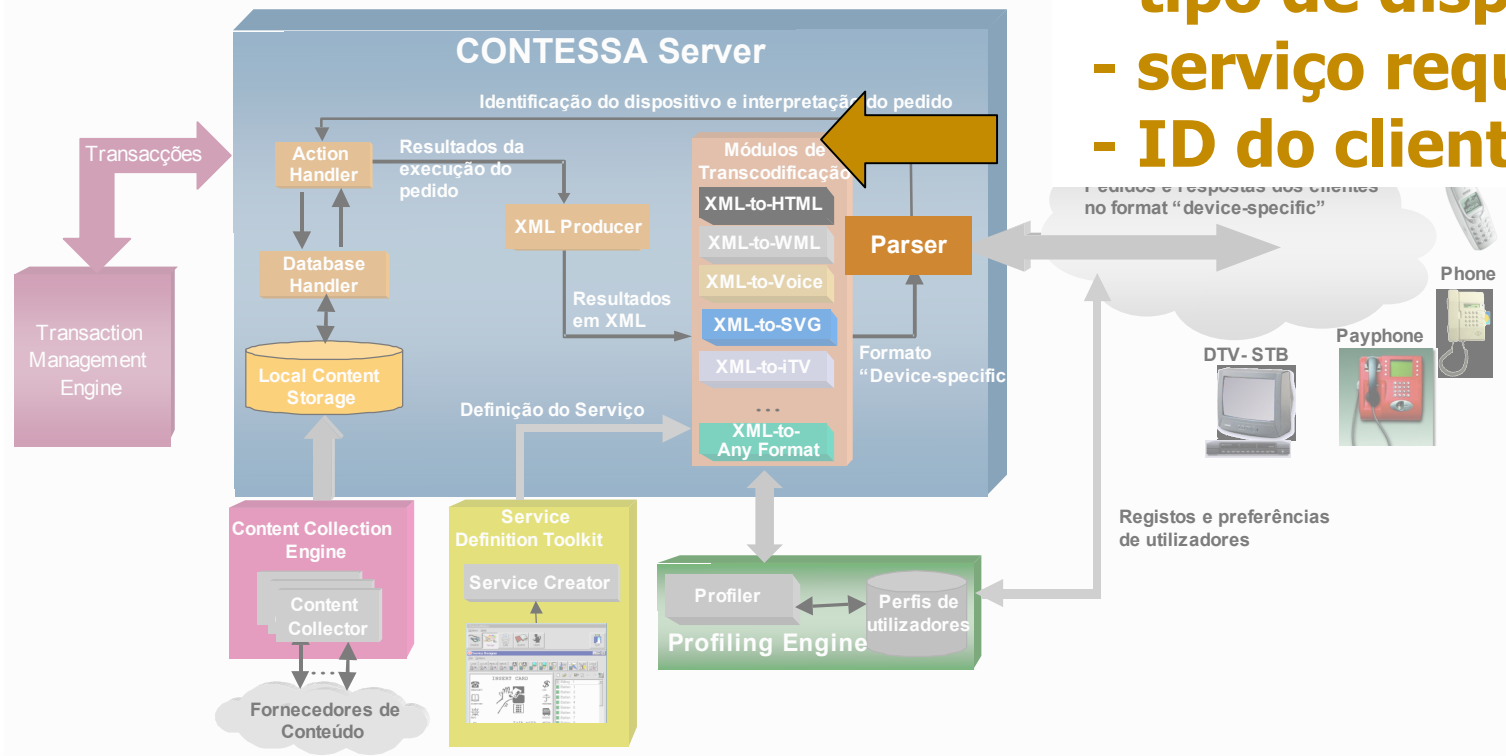 - serviço
- ID do
CONTESSA Server
Identificação do dispositivo e interpretação do pedido
Transacções
Action
Handler
Resultados da
execução do
pedido
Módulos de
Transcodificação
XML-to-HTML
XML-to-WML
XML-to-Voice
XML-to-SVG
XML-to-iTV
...
XML-to-
Any Format
XML Producer
Parser
Database
Handler
Resultados
em XML
Formato
“Device-specific
Local Content
Storage
Definição do Serviço
Transaction
Management
Engine
Pedidos e respostas dos clientes
no format “device-specific”
Phone
Payphone
DTV- STB
Registos e preferências
de utilizadores
Content Collection
Engine
Content
Collector
Fornecedores de
Conteúdo
Service
Definition Toolkit
Service Creator
INSERT CARD
Profiler
Perfis de
utilizadores
Profiling Engine